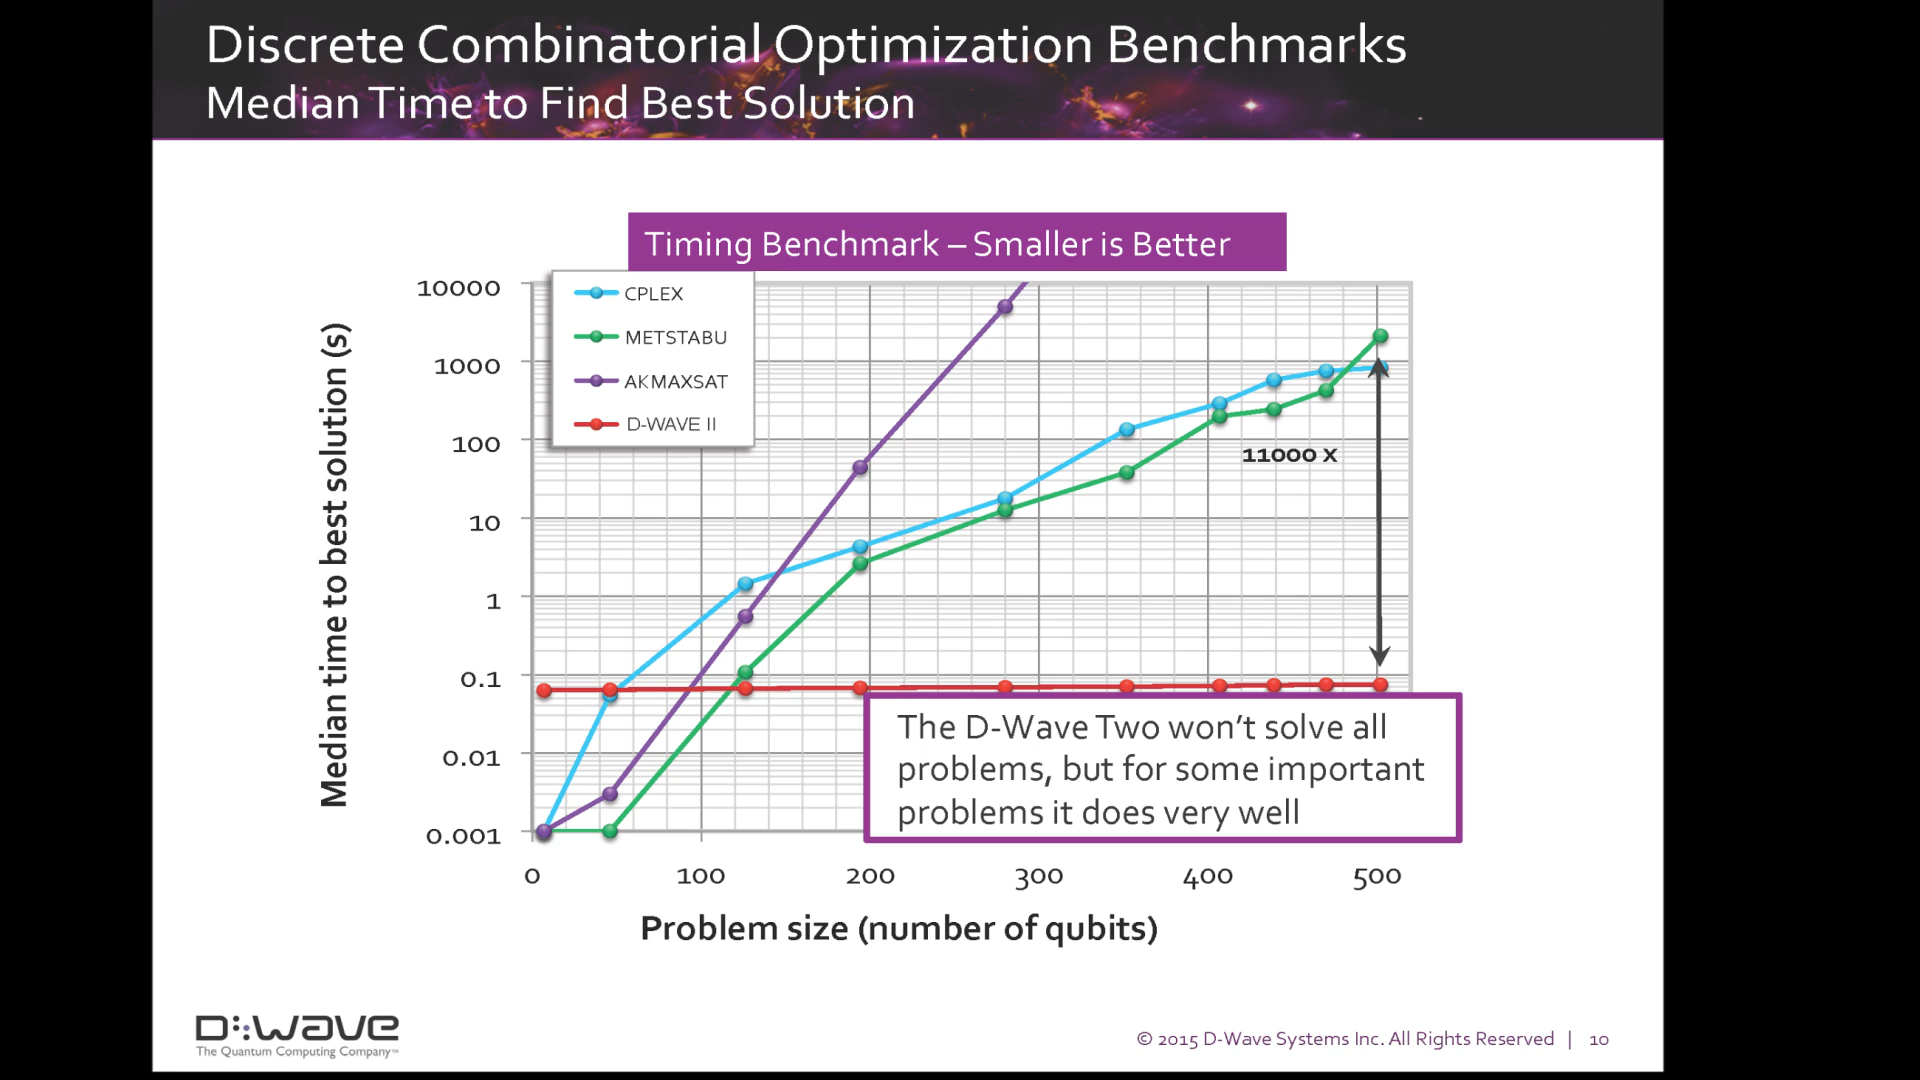 Discrete Combinatorial Optimization Benchmarks
Median Time to Find Best Solution
Timing Benchmark – Smaller is Better
CPLEX
METSTABU
AKMAXSAT
D-WAVE II
Median time to best solution (s)
10000
1000
100
10
1
0.1
0.01
0.001
11000 X
The D-Wave Two won't solve all
problems, but for some important
problems it does very well
0 100 200 300 400 500
Problem size (number of qubits)
D:wave
The Quantum Computing Company™
© 2015 D-Wave Systems Inc. All Rights Reserved | 10